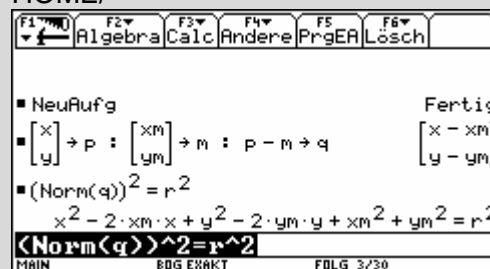 HOME/
F1 F2 F3 F4 F5 F6
Algebra Calc Andere PrgEA Lösch
▪NeuAufg Fertig
▪[x y] → p : [xm ym] → m : p - m → q [x - xm y - ym
▪(Norm(q))² = r²
x² - 2·xm·x + y² - 2·ym·y + xm² + ym² = r²
(Norm(q))^2=r^2
MAIN BOG EXAKT FOLG 3/30